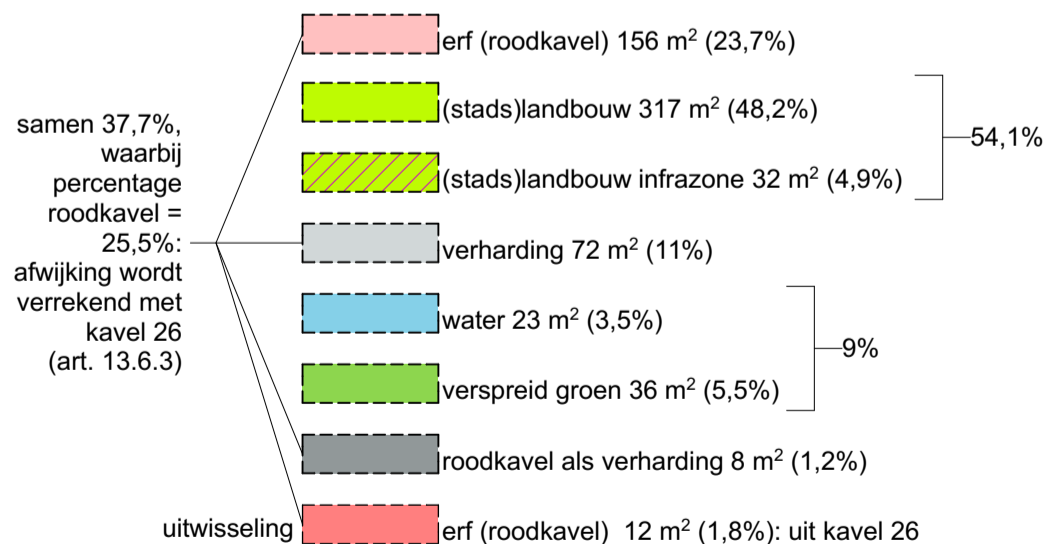 erf (roodkavel) 156 m² (23,7%)
(stads)landbouw 317 m² (48,2%)
54,1%
(stads)landbouw infrazone 32 m² (4,9%)
samen 37,7%,
waarbij
percentage
roodkavel =
25,5%:
afwijking wordt
verrekend met
kavel 26
(art. 13.6.3)
verharding 72 m² (11%)
water 23 m² (3,5%)
9%
verspreid groen 36 m² (5,5%)
roodkavel als verharding 8 m² (1,2%)
uitwisseling
erf (roodkavel) 12 m² (1,8%): uit kavel 26